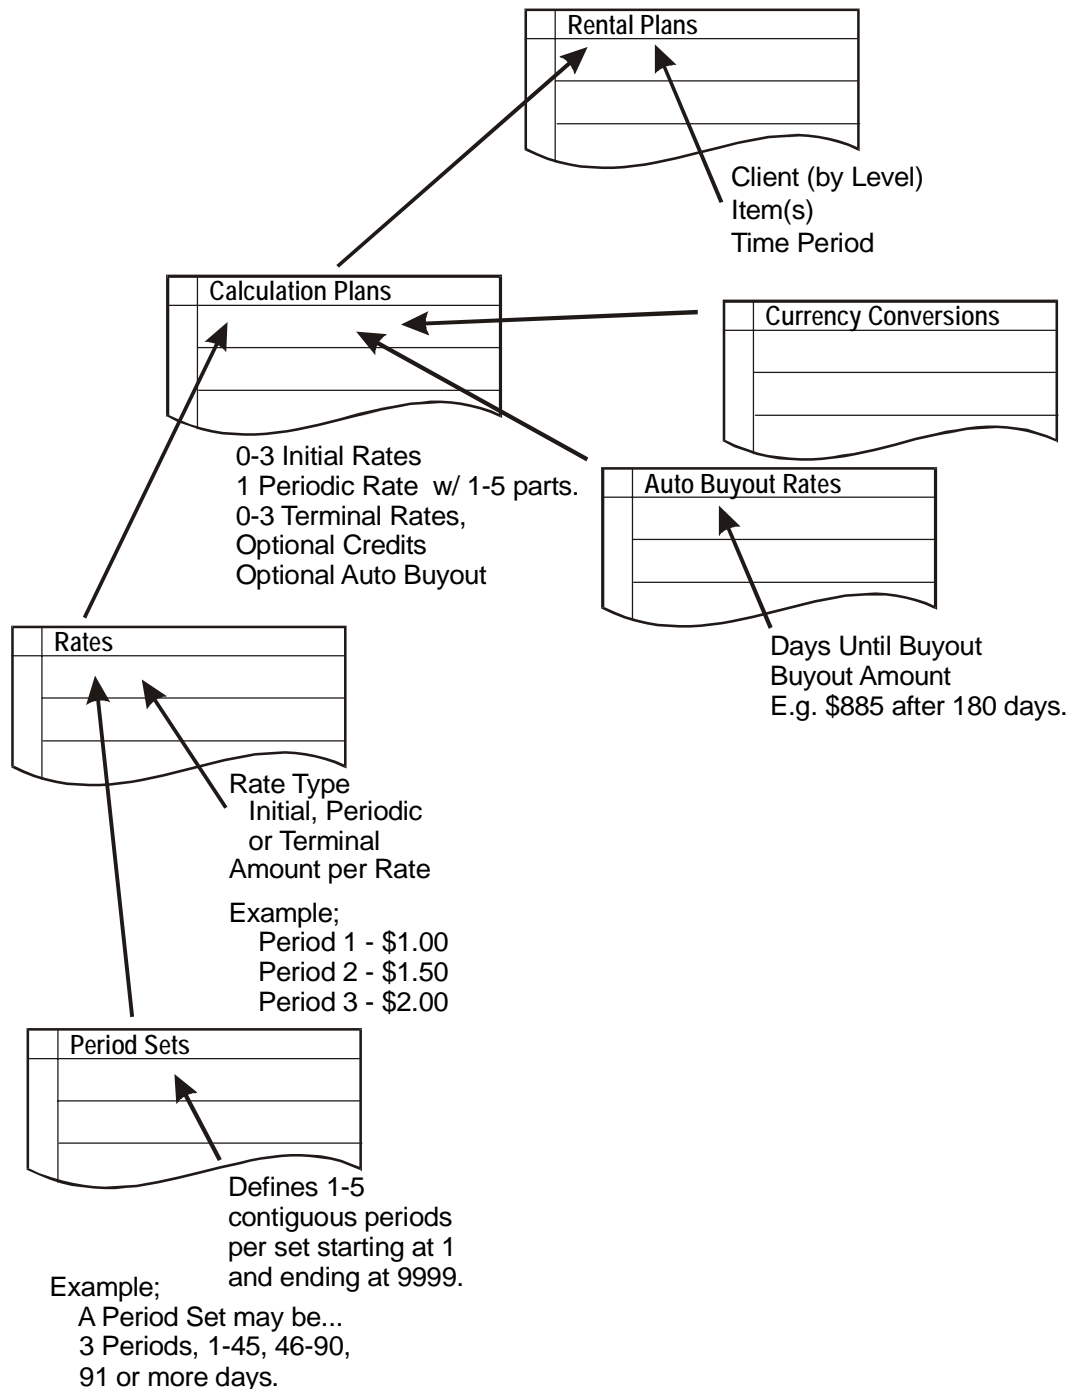 Rental Plans
Client (by Level)
Item(s)
Time Period
Calculation Plans
Currency Conversions
0-3 Initial Rates
1 Periodic Rate w/ 1-5 parts.
0-3 Terminal Rates,
Optional Credits
Optional Auto Buyout
Auto Buyout Rates
Days Until Buyout
Buyout Amount
E.g. $885 after 180 days.
Rates
Rate Type
Initial, Periodic
or Terminal
Amount per Rate
Example;
Period 1 - $1.00
Period 2 - $1.50
Period 3 - $2.00
Period Sets
Defines 1-5
contiguous periods
per set starting at 1
and ending at 9999.
Example;
A Period Set may be...
3 Periods, 1-45, 46-90,
91 or more days.